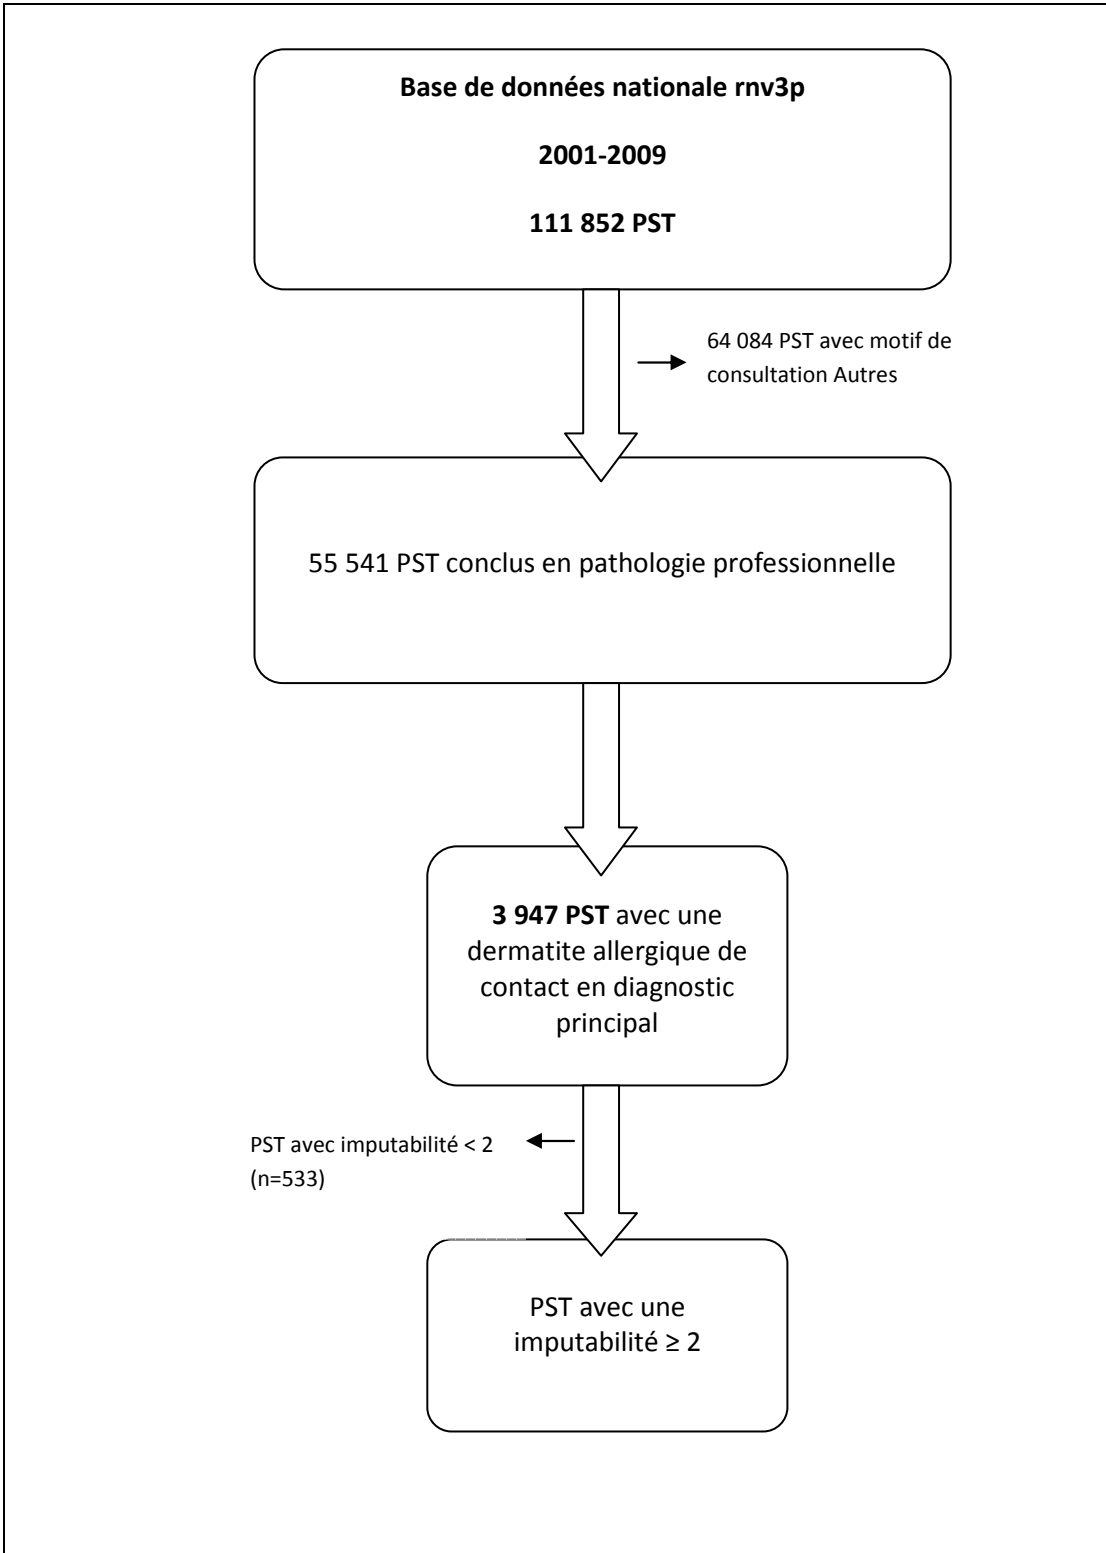 Base de données nationale rnv3p
2001-2009
111 852 PST
64 084 PST avec motif de
consultation Autres
55 541 PST conclus en pathologie professionnelle
3 947 PST avec une
dermatite allergique de
contact en diagnostic
principal
PST avec imputabilité < 2
(n=533)
PST avec une
imputabilité ≥ 2